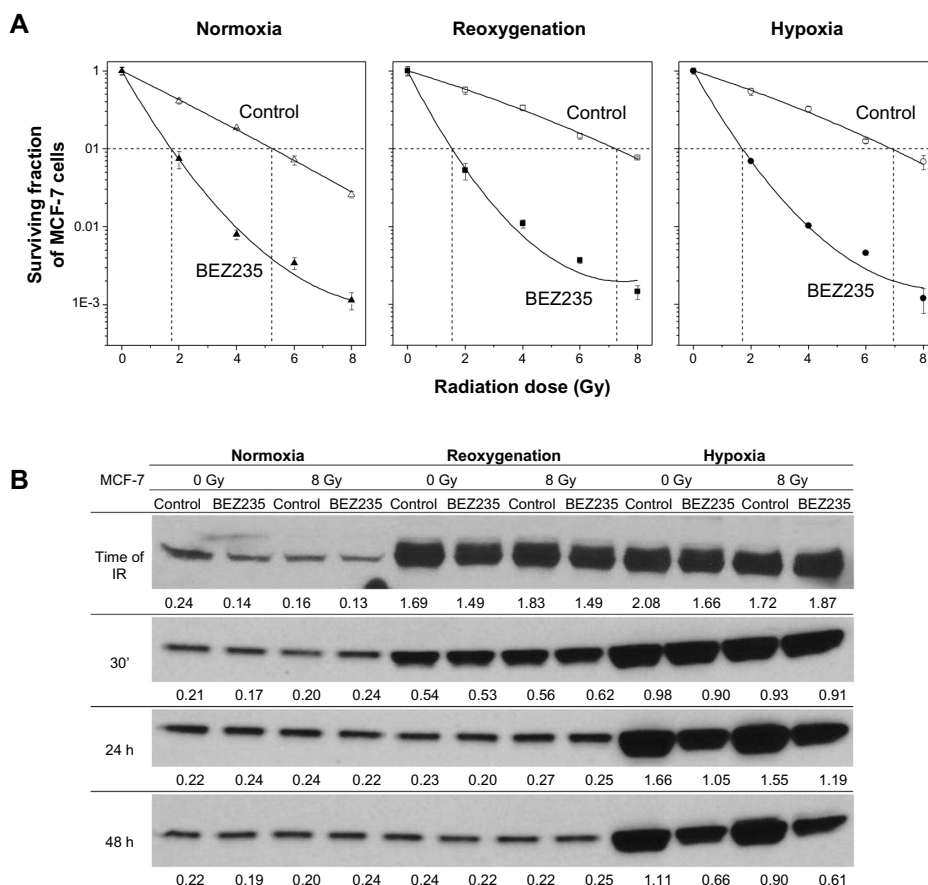 A
Normoxia Reoxygenation Hypoxia
Surviving fraction
of MCF-7 cells
1
01
0.01
1E-3
Control
BEZ235
Control
BEZ235
Control
BEZ235
0 2 4 6 8 0 2 4 6 8 0 2 4 6 8
Radiation dose (Gy)
B
Normoxia Reoxygenation Hypoxia
MCF-7 0 Gy 8 Gy 0 Gy 8 Gy 0 Gy 8 Gy
Control BEZ235 Control BEZ235 Control BEZ235 Control BEZ235 Control BEZ235 Control BEZ235
Time of
IR
0.24 0.14 0.16 0.13 1.69 1.49 1.83 1.49 2.08 1.66 1.72 1.87
30’
0.21 0.17 0.20 0.24 0.54 0.53 0.56 0.62 0.98 0.90 0.93 0.91
24 h
0.22 0.24 0.24 0.22 0.23 0.20 0.27 0.25 1.66 1.05 1.55 1.19
48 h
0.22 0.19 0.20 0.24 0.24 0.22 0.22 0.25 1.11 0.66 0.90 0.61